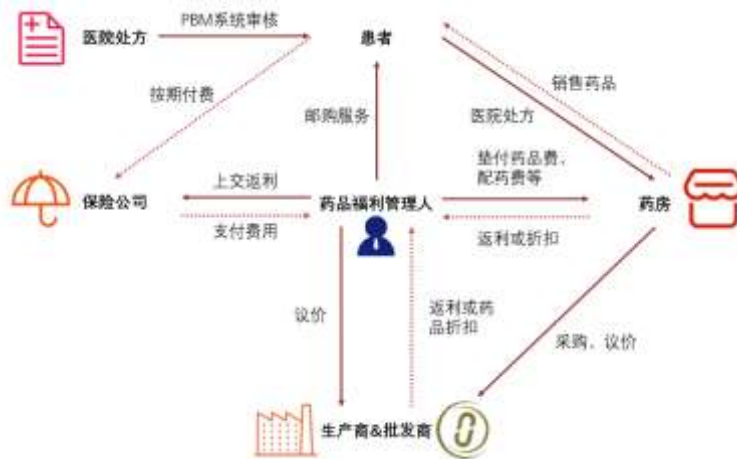 PBM系统审核
医院处方
患者
销售药品
按期付费
邮购服务
医院处方
垫付药品费、
配药费等
上交返利
保险公司
药品福利管理人
药房
支付费用
返利或折扣
议价
返利或药
品折扣
采购、议价
生产商&批发商